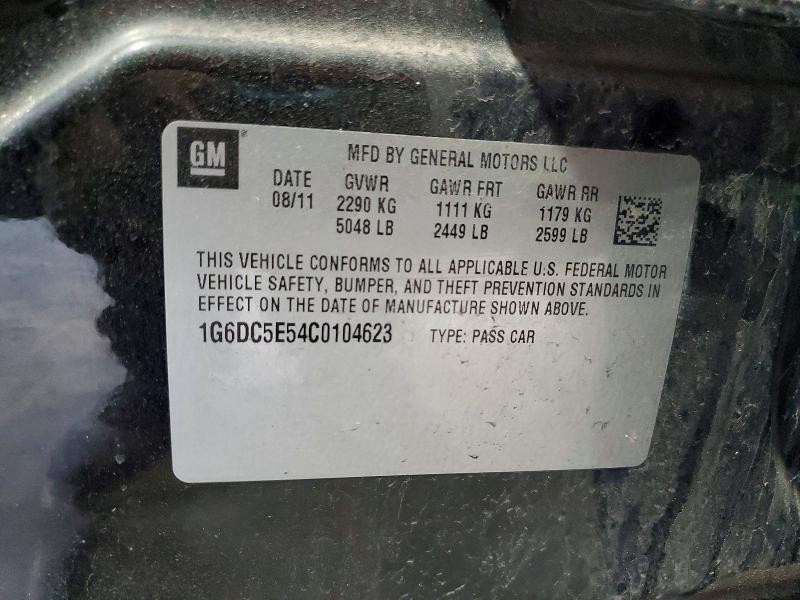 GM ®
MFD BY GENERAL MOTORS LLC
DATE GVWR GAWR FRT GAWR RR
08/11 2290 KG 1111 KG 1179 KG
5048 LB 2449 LB 2599 LB
THIS VEHICLE CONFORMS TO ALL APPLICABLE U.S. FEDERAL MOTOR
VEHICLE SAFETY, BUMPER, AND THEFT PREVENTION STANDARDS IN
EFFECT ON THE DATE OF MANUFACTURE SHOWN ABOVE.
1G6DC5E54C0104623 TYPE: PASS CAR